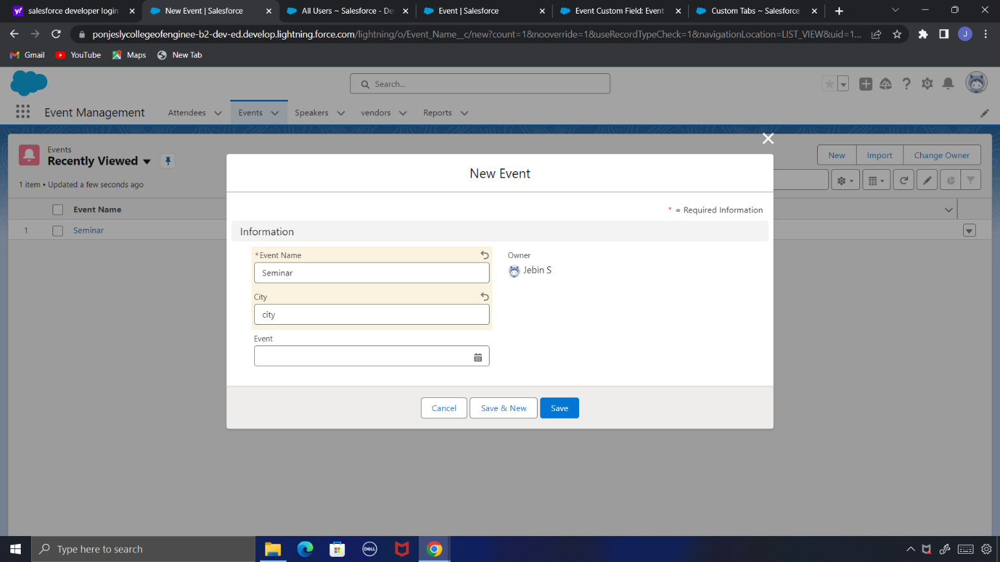 salesforce developer login
New Event | Salesforce
All Users ~ Salesforce - De
Event | Salesforce
Event Custom Field: Event
Custom Tabs ~ Salesforce
ponjeslycollegeofenginee-b2-dev-ed.develop.lightning.force.com/lightning/o/Event_Name__c/new?count=1&nooverride=1&useRecordTypeCheck=1&navigationLocation=LIST_VIEW&uid=1...
J
Gmail
YouTube
Maps
New Tab
Search...
Event Management
Attendees
Events
Speakers
vendors
Reports
Events
Recently Viewed
New
Import
Change Owner
1 item • Updated a few seconds ago
Event Name
1
Seminar
New Event
* = Required Information
Information
*Event Name
Seminar
Owner
Jebin S
City
city
Event
Cancel
Save & New
Save
Type here to search
DELL